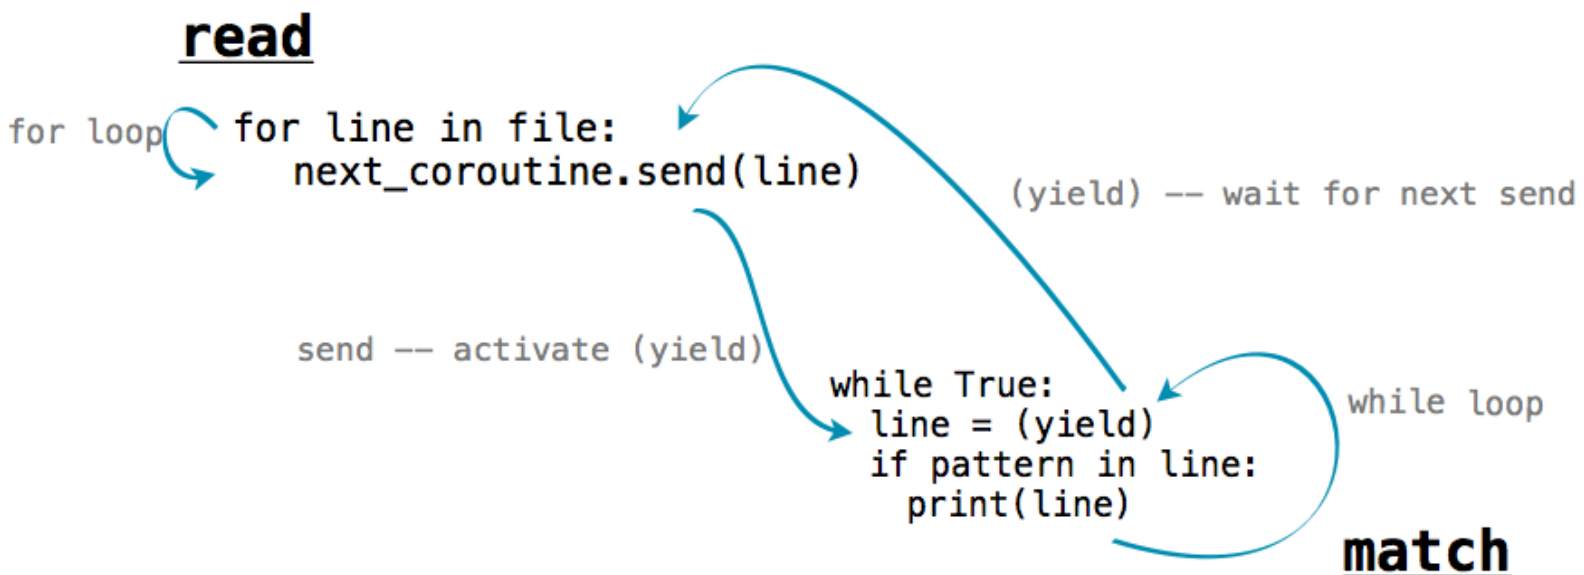 read
for loop
for line in file:
next_coroutine.send(line)
(yield) -- wait for next send
send -- activate (yield)
while True:
line = (yield)
if pattern in line:
print(line)
while loop
match